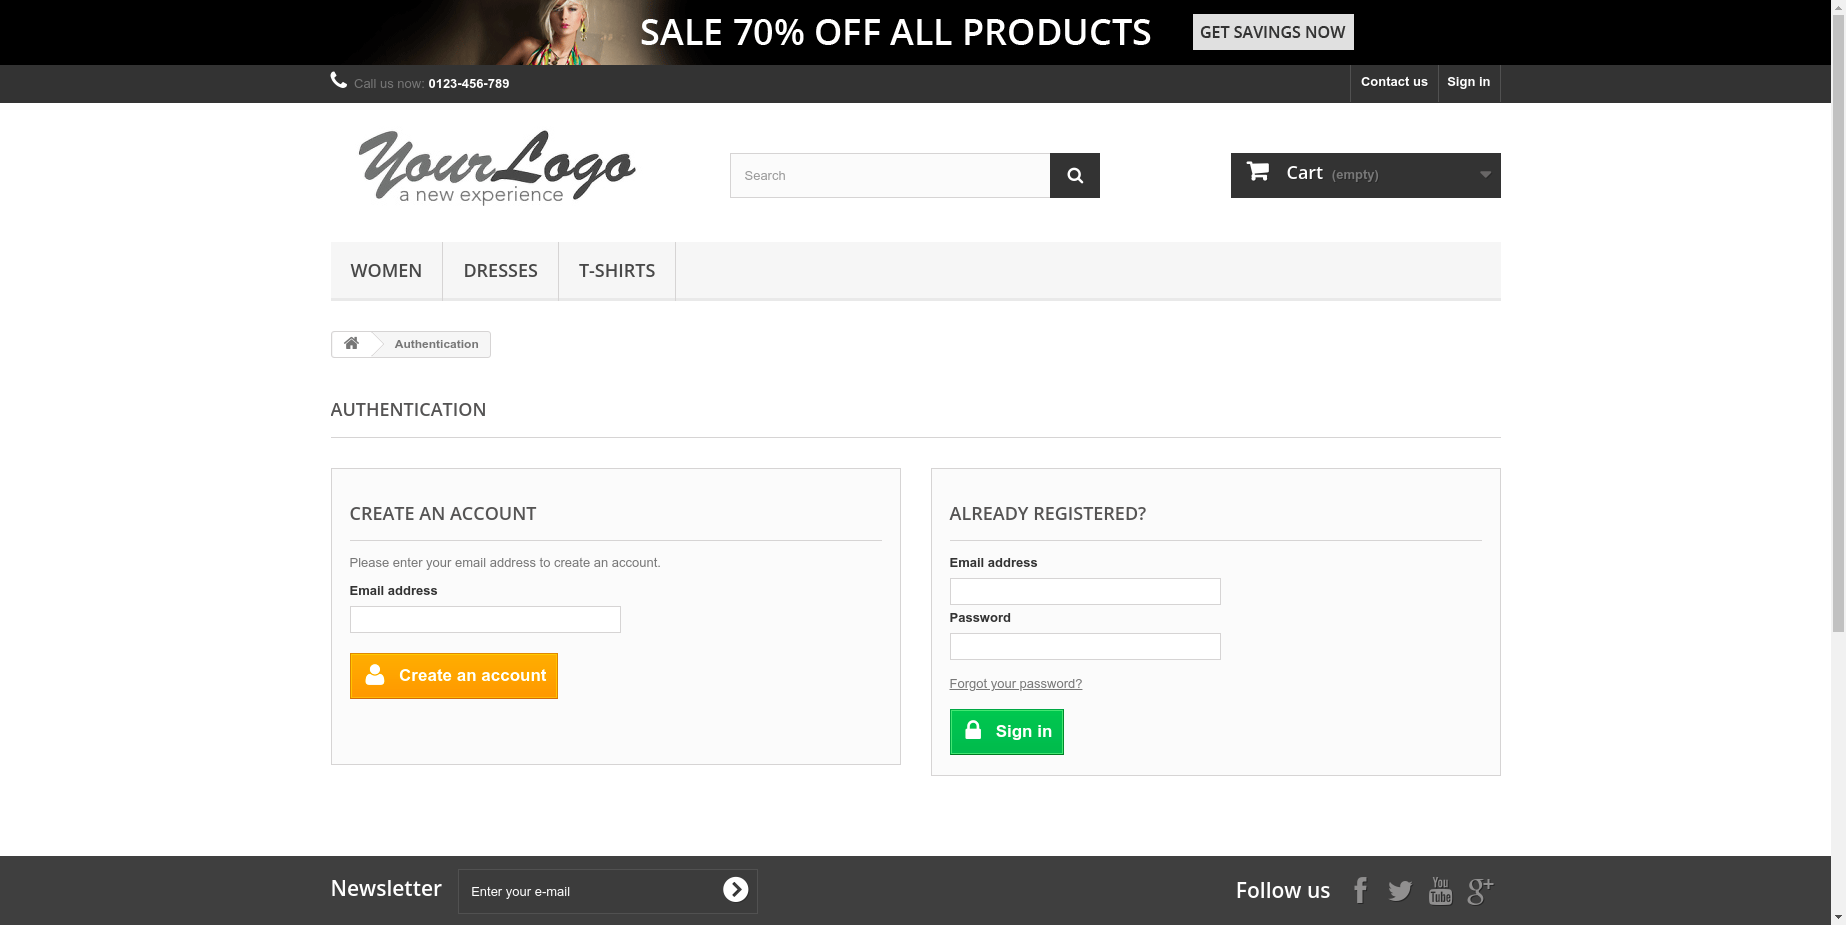 SALE 70% OFF ALL PRODUCTS GET SAVINGS NOW
Call us now: 0123-456-789 Contact us Sign in
YourLogo
a new experience
Search
Cart (empty)
WOMEN DRESSES T-SHIRTS
Authentication
AUTHENTICATION
CREATE AN ACCOUNT
Please enter your email address to create an account.
Email address
Create an account
ALREADY REGISTERED?
Email address
Password
Forgot your password?
Sign in
Newsletter Enter your e-mail Follow us You Tube g+